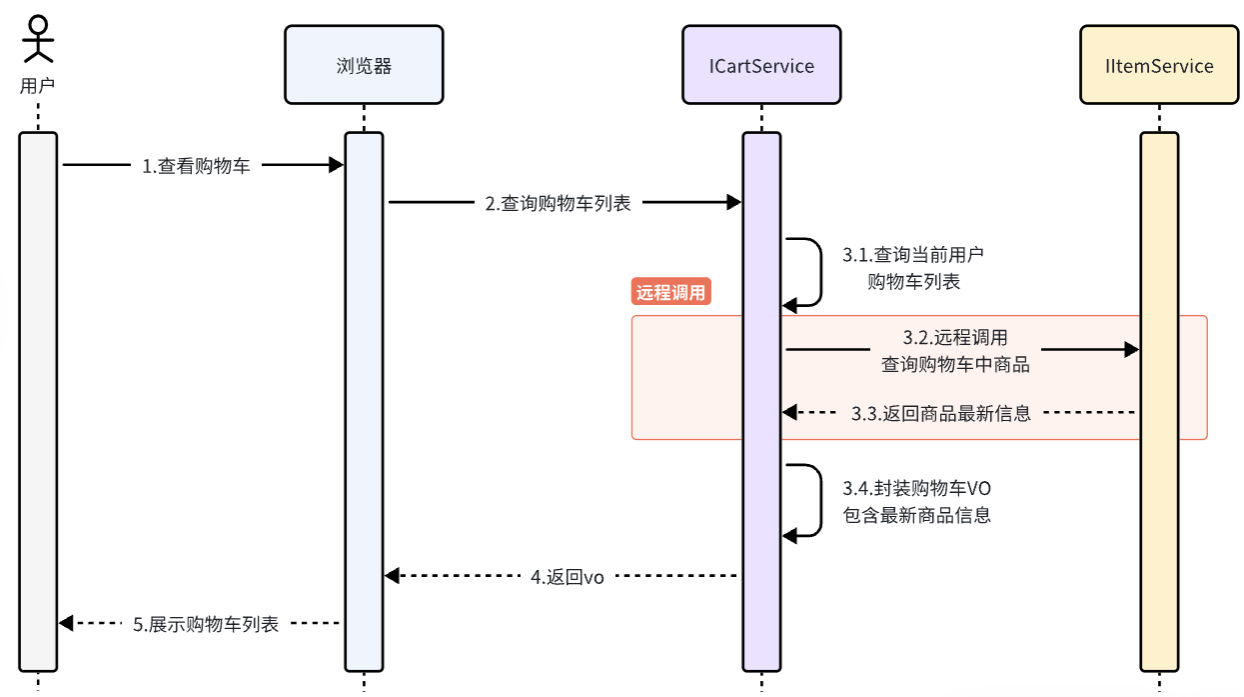 用户
浏览器
ICartService
IItemService
1.查看购物车
2.查询购物车列表
3.1.查询当前用户
购物车列表
远程调用
3.2.远程调用
查询购物车中商品
3.3.返回商品最新信息
3.4.封装购物车VO
包含最新商品信息
4.返回vo
5.展示购物车列表